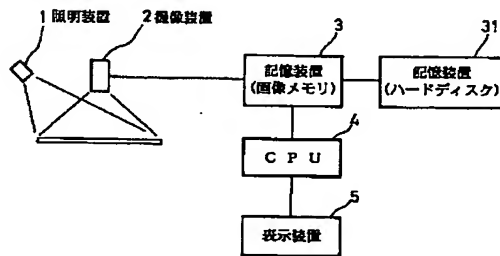 1 照明装置
2 撮像装置
3
記憶装置
(画像メモリ)
31
記憶装置
(ハードディスク)
4
CPU
5
表示装置